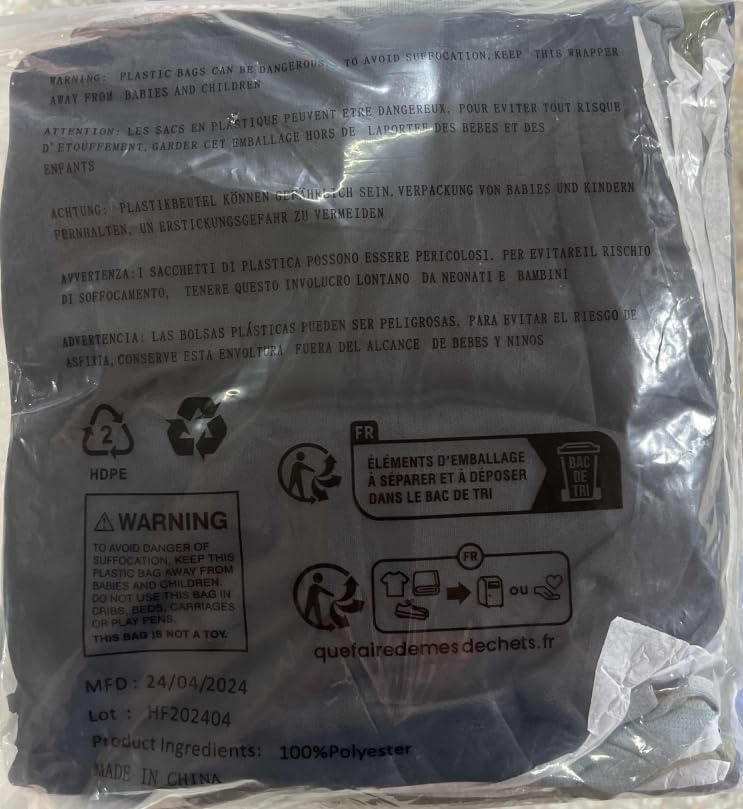 WARNING: PLASTIC BAGS CAN BE DANGEROUS. TO AVOID SUFFOCATION, KEEP THIS WRAPPER
AWAY FROM BABIES AND CHILDREN
ATTENTION: LES SACS EN PLASTIQUE PEUVENT ETRE DANGEREUX. POUR EVITER TOUT RISQUE
D'ETOUFFEMENT, GARDER CET EMBALLAGE HORS DE LAPORTEE DES BEBES ET DES
ENFANTS
ACHTUNG: PLASTIKBEUTEL KÖNNEN GEFÄHRLICH SEIN. VERPACKUNG VON BABIES UND KINDERN
FERNHALTEN, UN ERSTICKUNGSGEFAHR ZU VERMEIDEN
AVVERTENZA: I SACCHETTI DI PLASTICA POSSONO ESSERE PERICOLOSI. PER EVITAREIL RISCHIO
DI SOFFOCAMENTO, TENERE QUESTO INVOLUCRO LONTANO DA NEONATI E BAMBINI
ADVERTENCIA: LAS BOLSAS PLÁSTICAS PUEDEN SER PELIGROSAS. PARA EVITAR EL RIESGO DE
ASFIXIA, CONSERVE ESTA ENVOLTURA FUERA DEL ALCANCE DE BEBES Y NINOS
2
HDPE
FR
ÉLÉMENTS D'EMBALLAGE
À SÉPARER ET À DÉPOSER
DANS LE BAC DE TRI
BAC
DE
TRI
WARNING
TO AVOID DANGER OF
SUFFOCATION, KEEP THIS
PLASTIC BAG AWAY FROM
BABIES AND CHILDREN.
DO NOT USE THIS BAG IN
CRIBS, BEDS, CARRIAGES
OR PLAY PENS.
THIS BAG IS NOT A TOY.
FR
OU
quefairedemesdechets.fr
MFD : 24/04/2024
Lot : HF202404
Product Ingredients: 100%Polyester
MADE IN CHINA